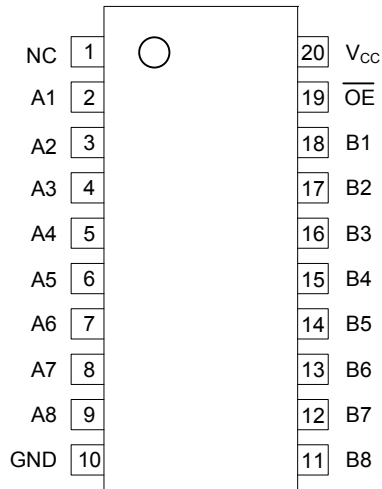 NC 1 20 VCC
A1 2 19 OE
A2 3 18 B1
A3 4 17 B2
A4 5 16 B3
A5 6 15 B4
A6 7 14 B5
A7 8 13 B6
A8 9 12 B7
GND 10 11 B8